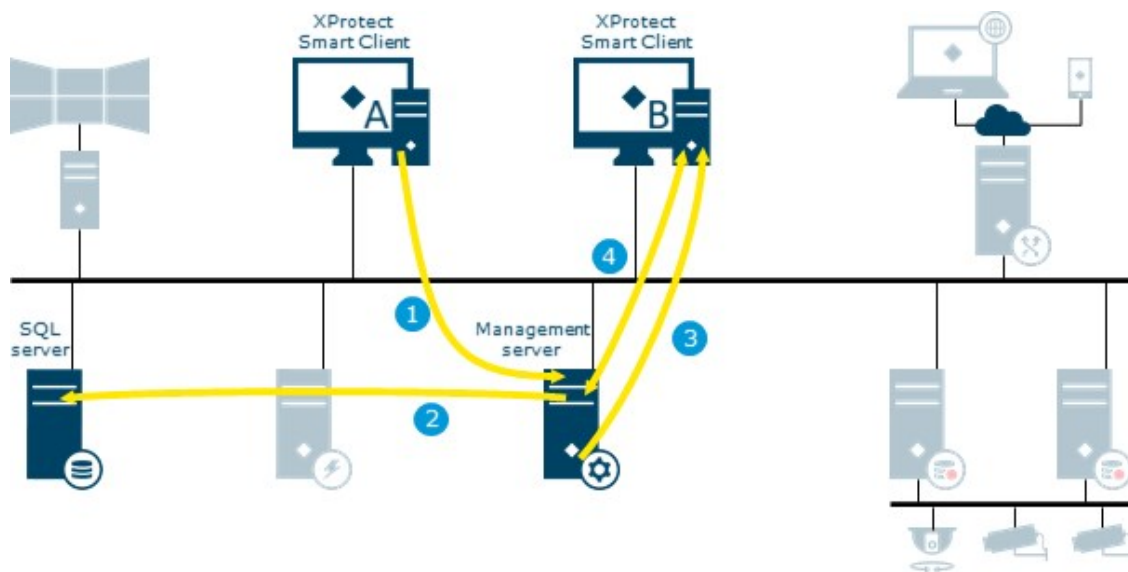 XProtect
Smart Client
XProtect
Smart Client
A
B
4
1
SQL
server
Management
server
3
2